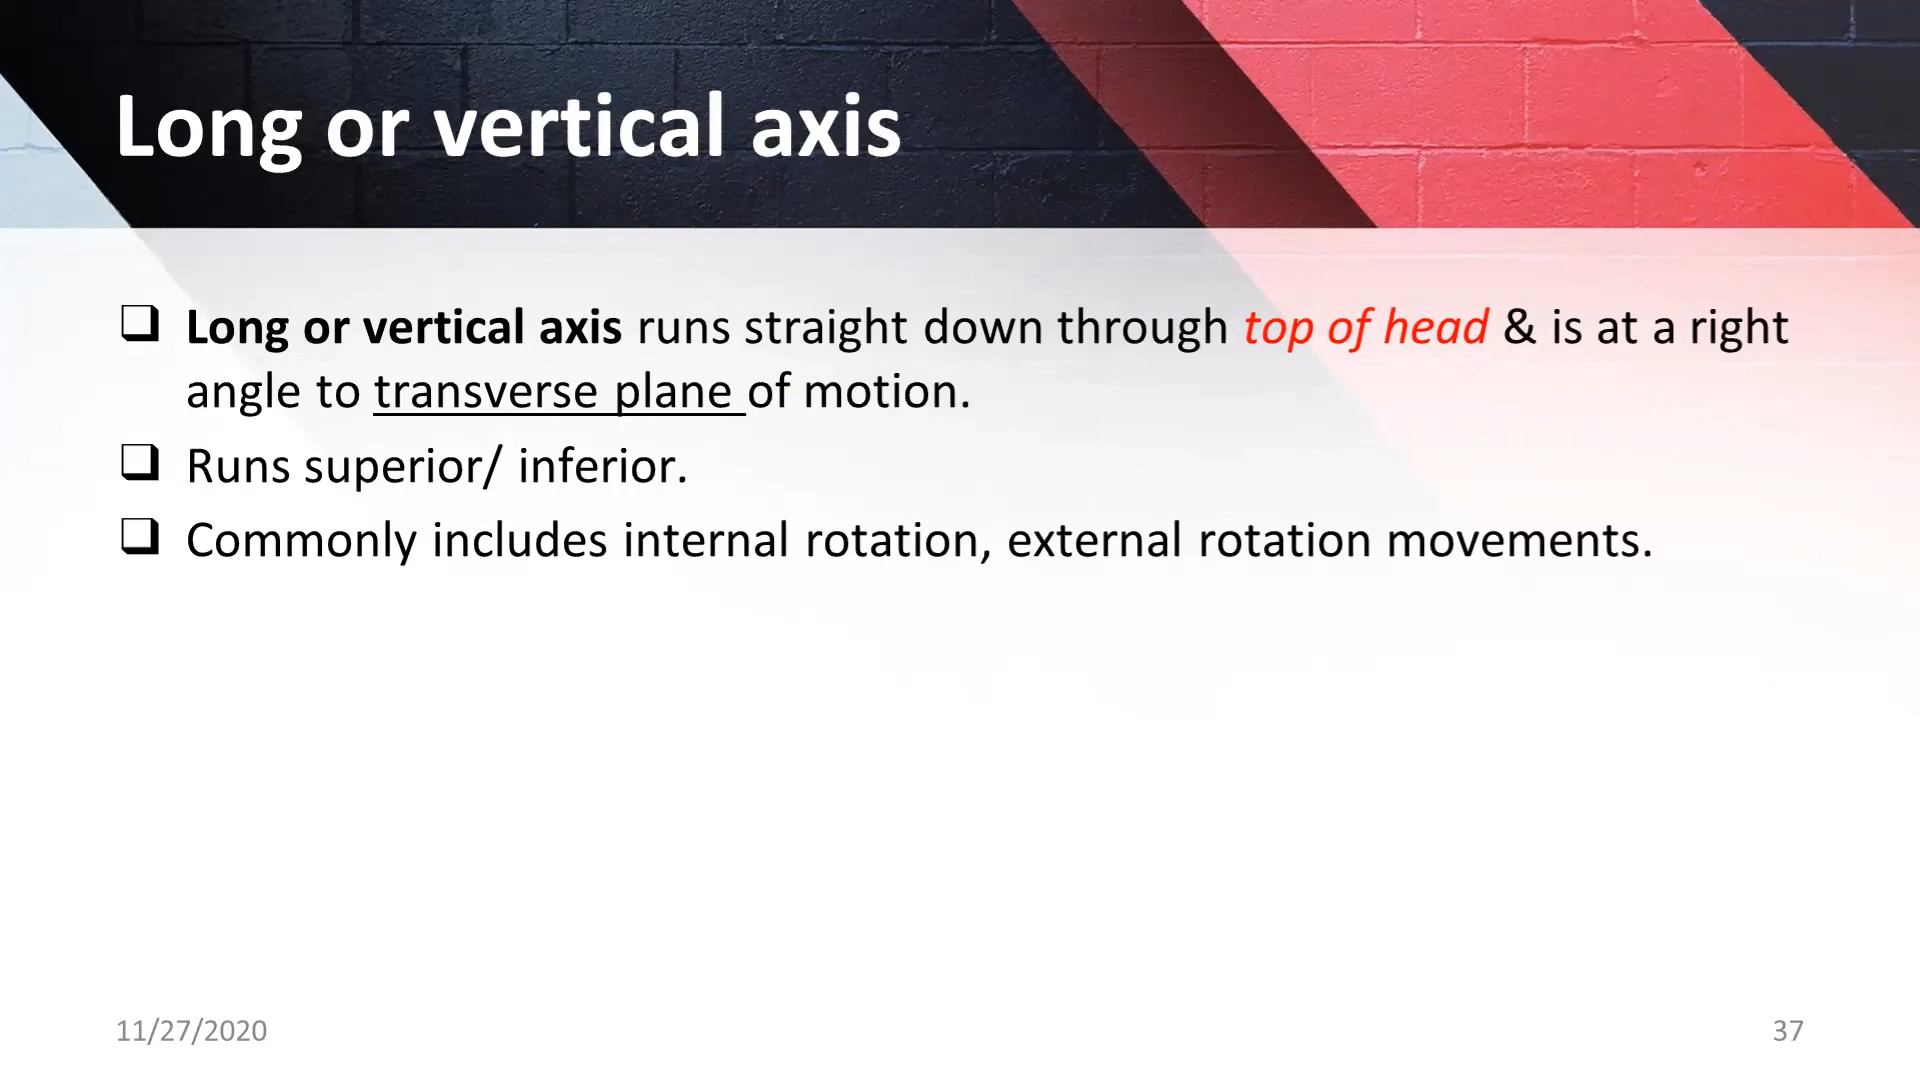 Long or vertical axis
❑ Long or vertical axis runs straight down through top of head & is at a right
angle to transverse plane of motion.
❑ Runs superior/ inferior.
❑ Commonly includes internal rotation, external rotation movements.
11/27/2020
37